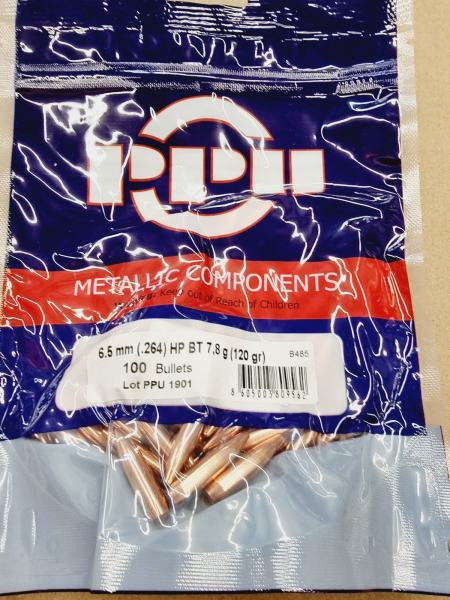 PPU
METALLIC COMPONENTS
Keep Out of Reach of Children
6.5 mm (.264) HP BT 7,8 g (120 gr)
B485
100 Bullets
Lot PPU 1901
8 605003 809562